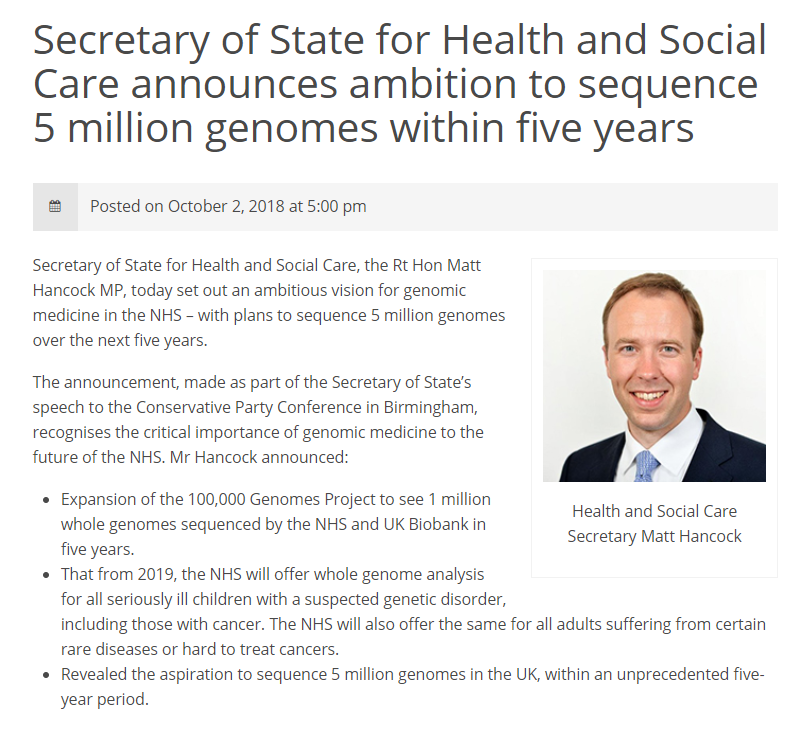 Secretary of State for Health and Social
Care announces ambition to sequence
5 million genomes within five years
Posted on October 2, 2018 at 5:00 pm
Secretary of State for Health and Social Care, the Rt Hon Matt
Hancock MP, today set out an ambitious vision for genomic
medicine in the NHS – with plans to sequence 5 million genomes
over the next five years.
The announcement, made as part of the Secretary of State's
speech to the Conservative Party Conference in Birmingham,
recognises the critical importance of genomic medicine to the
future of the NHS. Mr Hancock announced:
Health and Social Care
Secretary Matt Hancock
• Expansion of the 100,000 Genomes Project to see 1 million
whole genomes sequenced by the NHS and UK Biobank in
five years.
• That from 2019, the NHS will offer whole genome analysis
for all seriously ill children with a suspected genetic disorder,
including those with cancer. The NHS will also offer the same for all adults suffering from certain
rare diseases or hard to treat cancers.
• Revealed the aspiration to sequence 5 million genomes in the UK, within an unprecedented five-
year period.